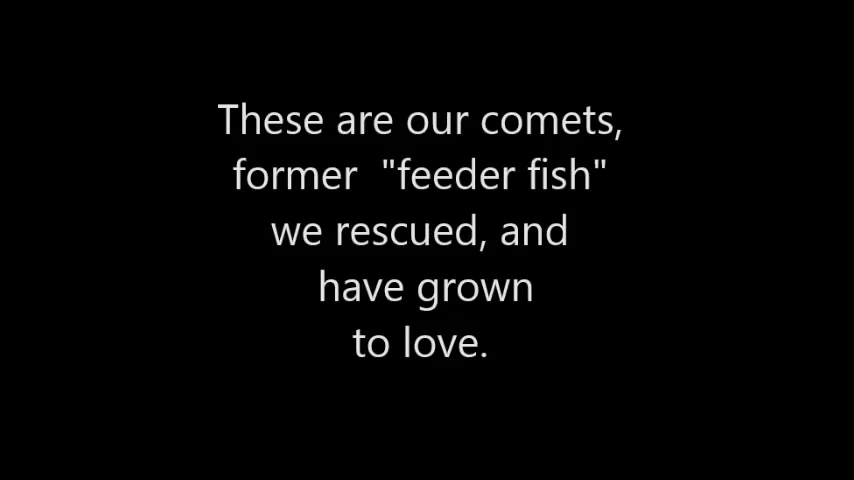 These are our comets,
former  "feeder fish"
we rescued, and
have grown
to love.